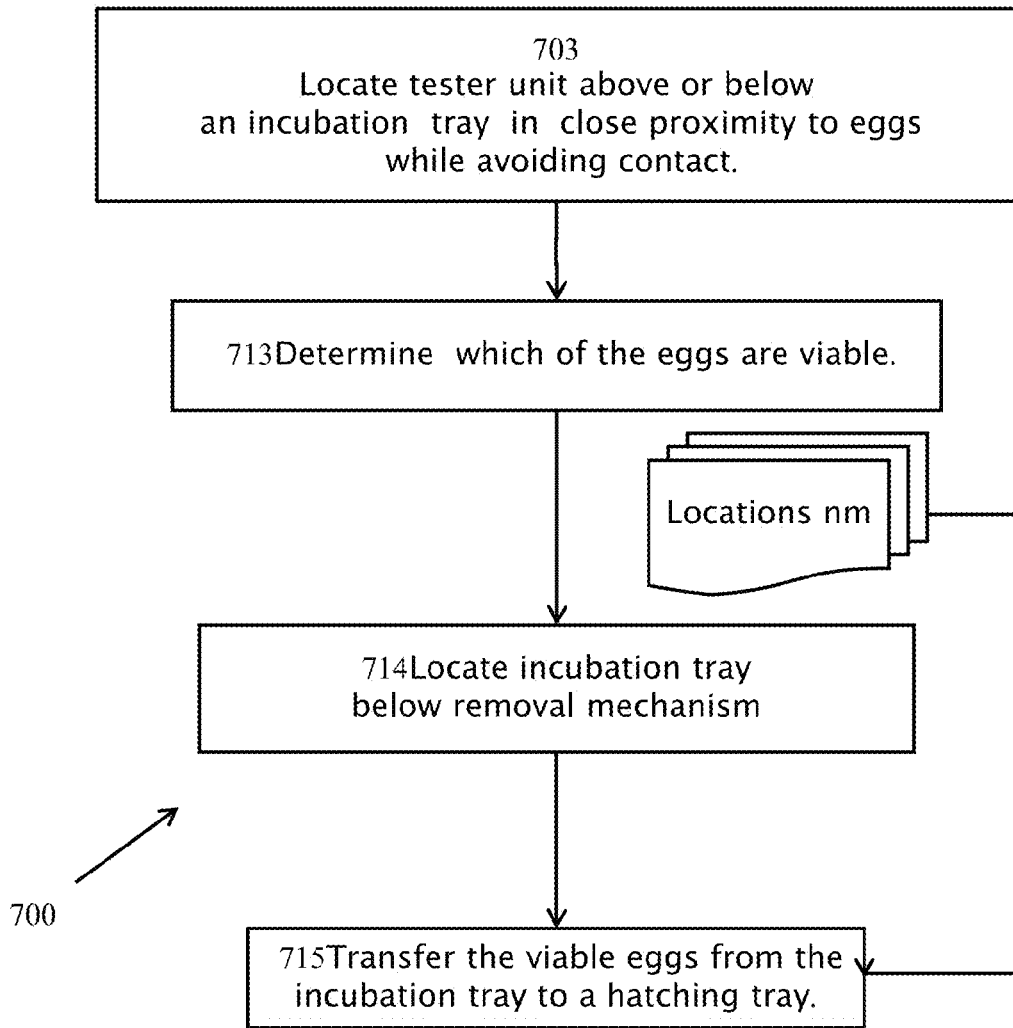 703
Locate tester unit above or below
an incubation tray in close proximity to eggs
while avoiding contact.
713Determine which of the eggs are viable.
Locations nm
714Locate incubation tray
below removal mechanism
700
715Transfer the viable eggs from the
incubation tray to a hatching tray.